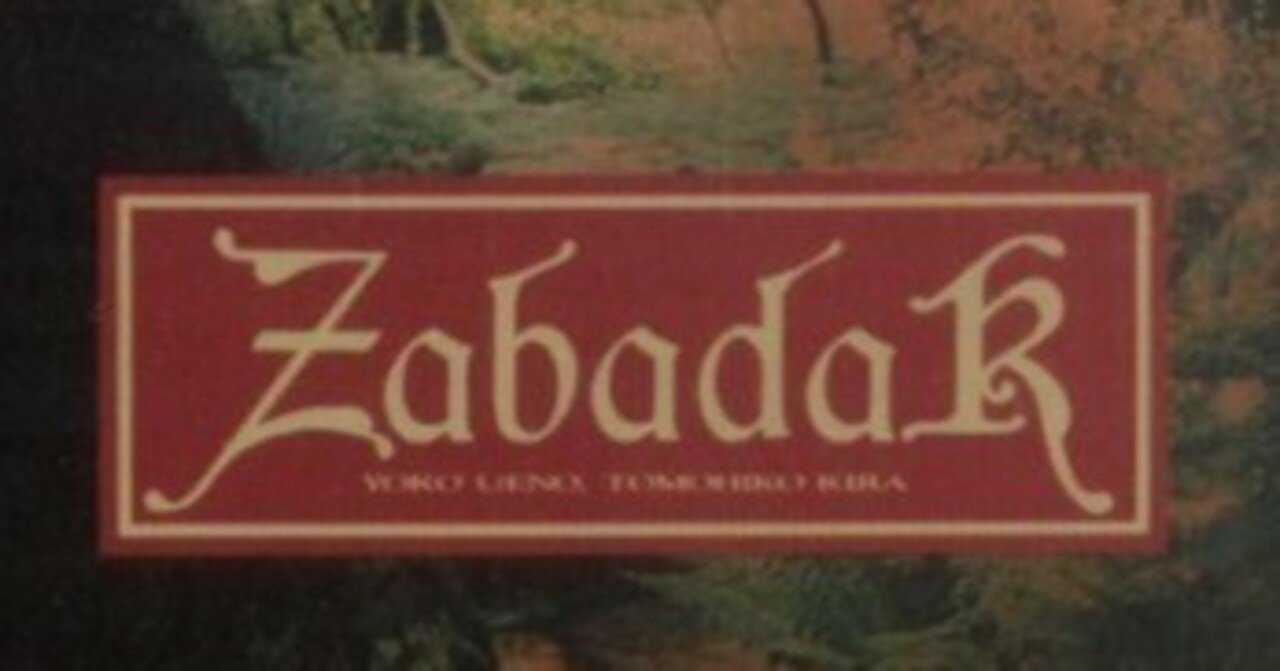 ZabadaK
YOKO UENO, TOMOHIKO KIRA